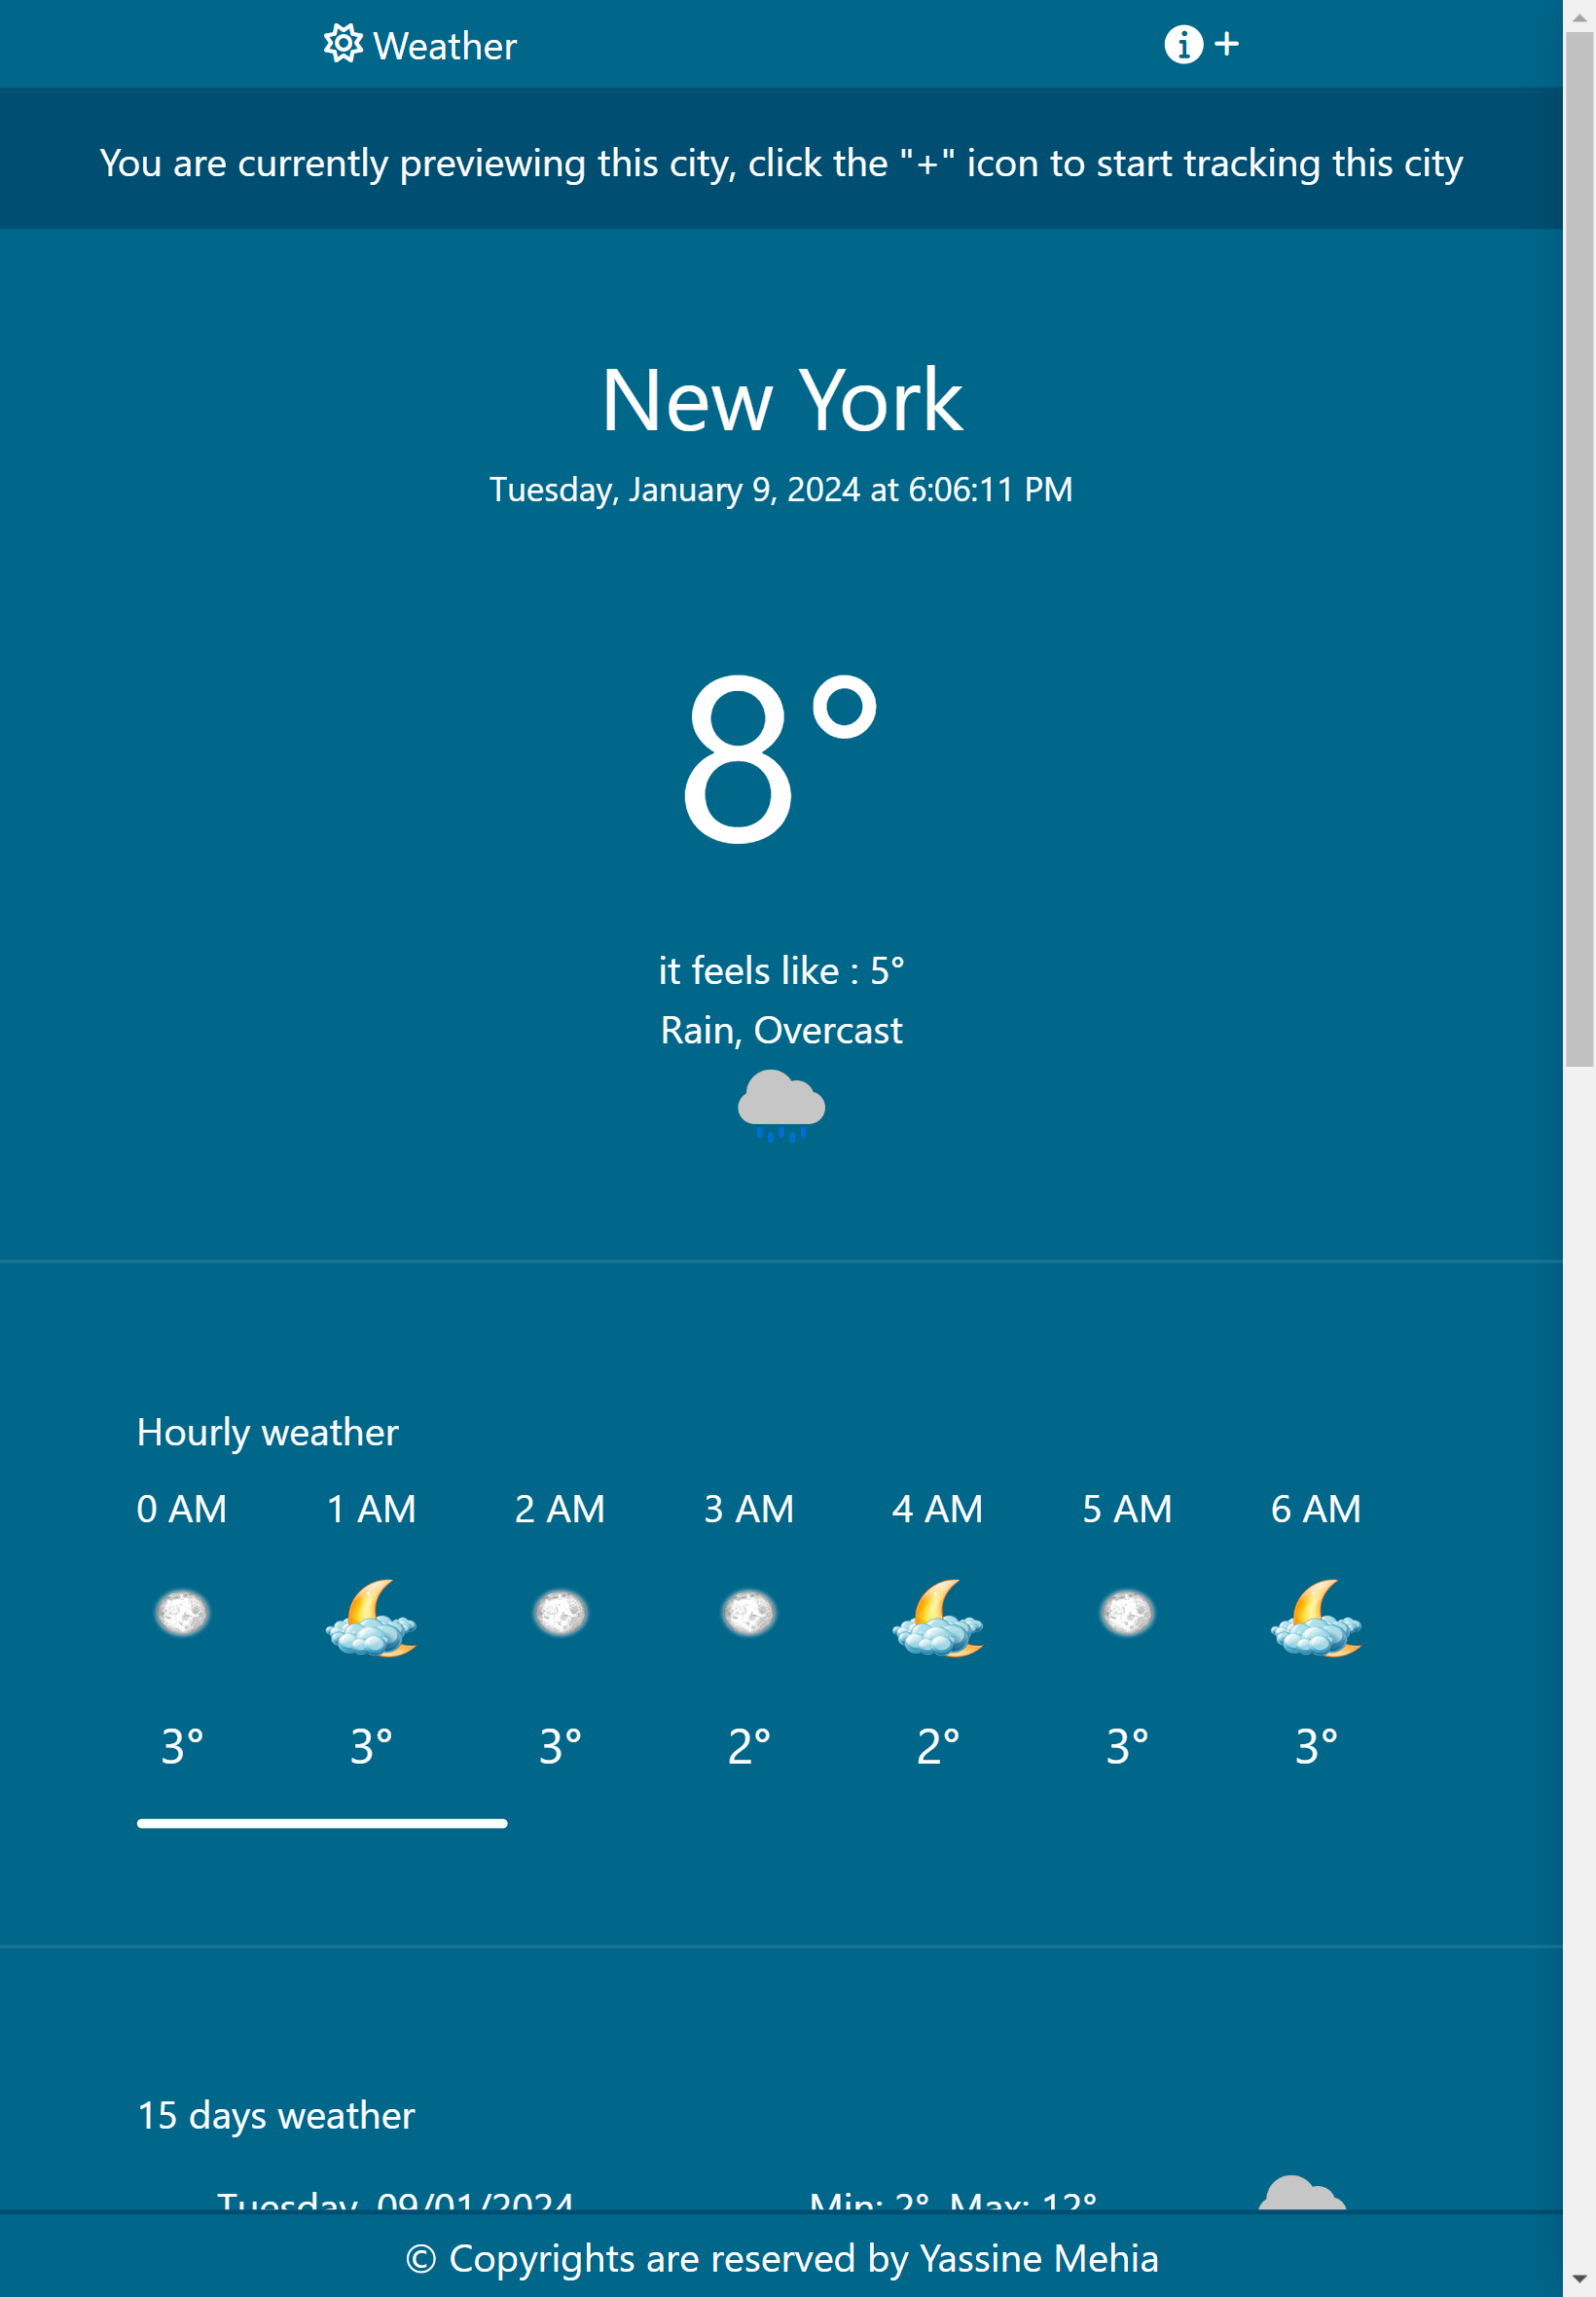 Weather +
You are currently previewing this city, click the "+" icon to start tracking this city
New York
Tuesday, January 9, 2024 at 6:06:11 PM
8°
it feels like : 5°
Rain, Overcast
Hourly weather
0 AM 1 AM 2 AM 3 AM 4 AM 5 AM 6 AM
3° 3° 3° 2° 2° 3° 3°
15 days weather
Tuesday, 09/01/2024 Min: 2°, Max: 12°
© Copyrights are reserved by Yassine Mehia